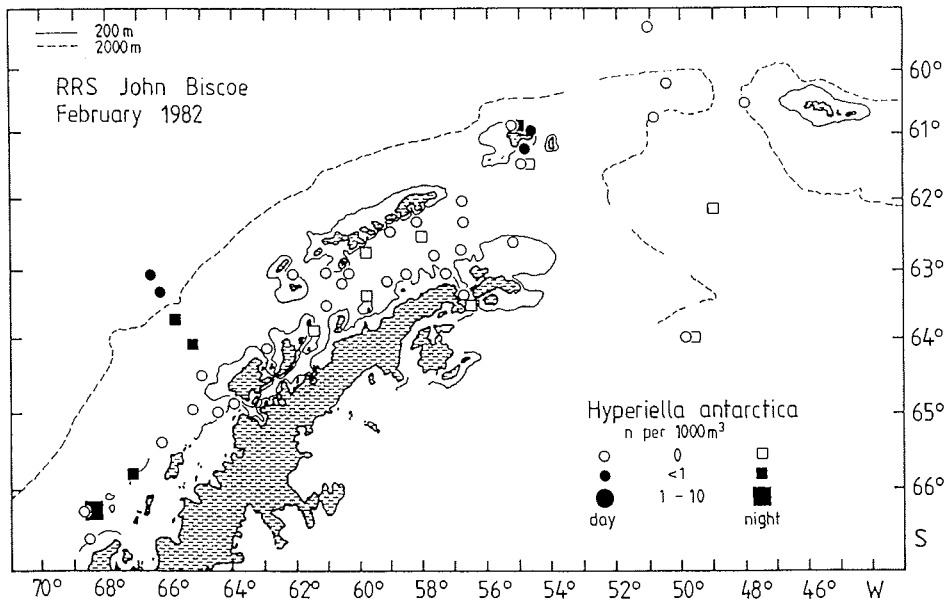 200 m
2000 m
RRS John Biscoe
February 1982
60°
61°
62°
63°
64°
65°
66°
S
Hyperiella antarctica
n per 1000m³
0
<1
1 - 10
day night
70° 68° 66° 64° 62° 60° 58° 56° 54° 52° 50° 48° 46° W